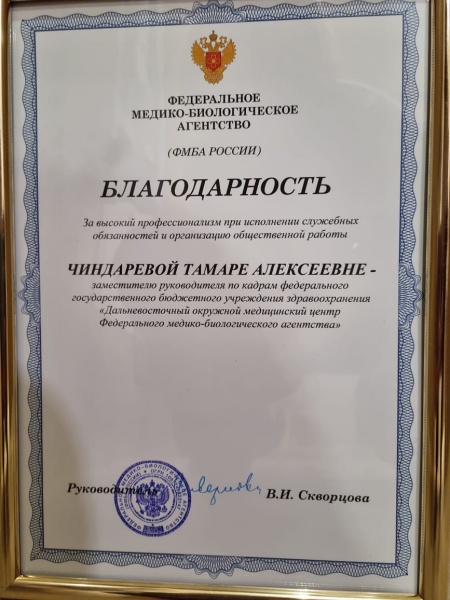 ФЕДЕРАЛЬНОЕ
МЕДИКО-БИОЛОГИЧЕСКОЕ
АГЕНТСТВО
(ФМБА РОССИИ)
БЛАГОДАРНОСТЬ
За высокий профессионализм при исполнении служебных
обязанностей и организацию общественной работы
ЧИНДАРЕВОЙ ТАМАРЕ АЛЕКСЕЕВНЕ -
заместителю руководителя по кадрам федерального
государственного бюджетного учреждения здравоохранения
«Дальневосточный окружной медицинский центр
Федерального медико-биологического агентства»
Руководитель
В.И. Скворцова